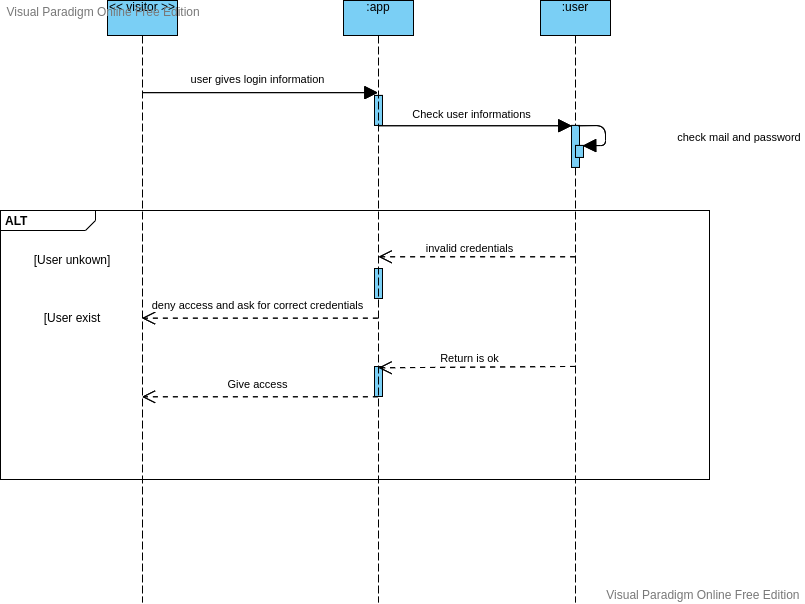 Visual Paradigm Online Free Edition
<< visitor >>
:app
:user
user gives login information
Check user informations
check mail and password
ALT
invalid credentials
[User unkown]
deny access and ask for correct credentials
[User exist
Return is ok
Give access
Visual Paradigm Online Free Edition